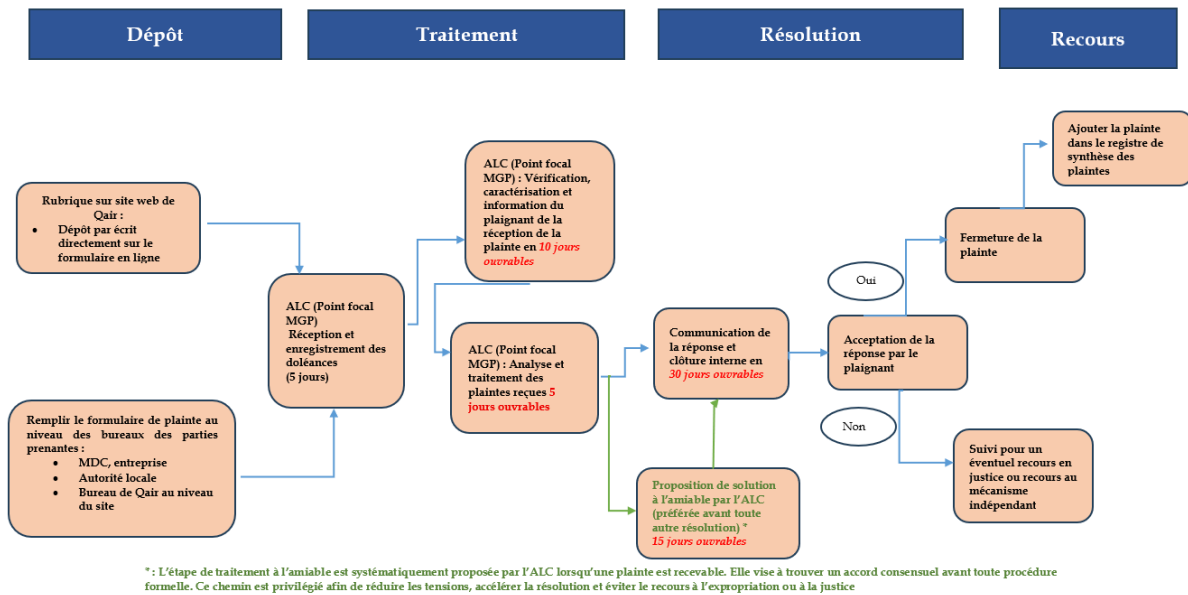 Dépôt
Traitement
Résolution
Recours
Rubrique sur site web de
Qair :
• Dépôt par écrit
directement sur le
formulaire en ligne
Remplir le formulaire de plainte au
niveau des bureaux des parties
prenantes :
• MDC, entreprise
• Autorité locale
• Bureau de Qair au niveau
du site
ALC (Point focal
MGP)
Réception et
enregistrement des
doléances
(5 jours)
ALC (Point focal
MGP) : Vérification,
caractérisation et
information du
plaignant de la
réception de la
plainte en 10 jours
ouvrables
ALC (Point focal
MGP) : Analyse et
traitement des
plaintes reçues 5
jours ouvrables
Communication de
la réponse et
clôture interne en
30 jours ouvrables
Proposition de solution
à l’amiable par l’ALC
(préférée avant toute
autre résolution) *
15 jours ouvrables
Acceptation de la
réponse par le
plaignant
Oui
Non
Fermeture de la
plainte
Ajouter la plainte
dans le registre de
synthèse des
plaintes
Suivi pour un
éventuel recours en
justice ou recours au
mécanisme
indépendant
* : L’étape de traitement à l’amiable est systématiquement proposée par l’ALC lorsqu’une plainte est recevable. Elle vise à trouver un accord consensuel avant toute procédure
formelle. Ce chemin est privilégié afin de réduire les tensions, accélérer la résolution et éviter le recours à l’expropriation ou à la justice